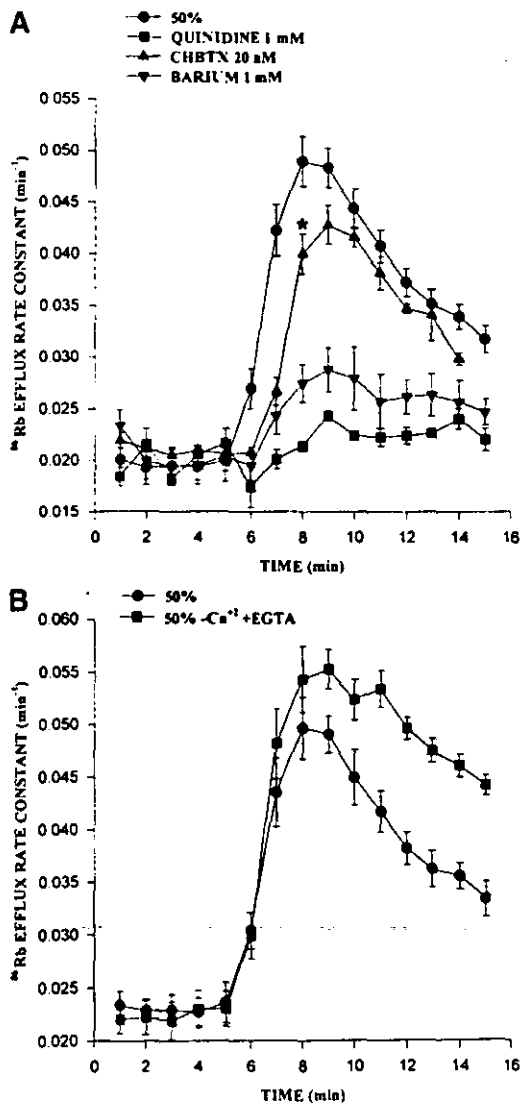 A
50%
QUINIDINE 1 mM
CHBTX 20 nM
BARIUM 1 mM
⁸⁶Rb EFFLUX RATE CONSTANT (min⁻¹)
0.055
0.050
0.045
0.040
0.035
0.030
0.025
0.020
0.015
0 2 4 6 8 10 12 14 16
TIME (min)
*
B
50%
50% -Ca⁺² +EGTA
⁸⁶Rb EFFLUX RATE CONSTANT (min⁻¹)
0.060
0.055
0.050
0.045
0.040
0.035
0.030
0.025
0.020
0 2 4 6 8 10 12 14 16
TIME (min)